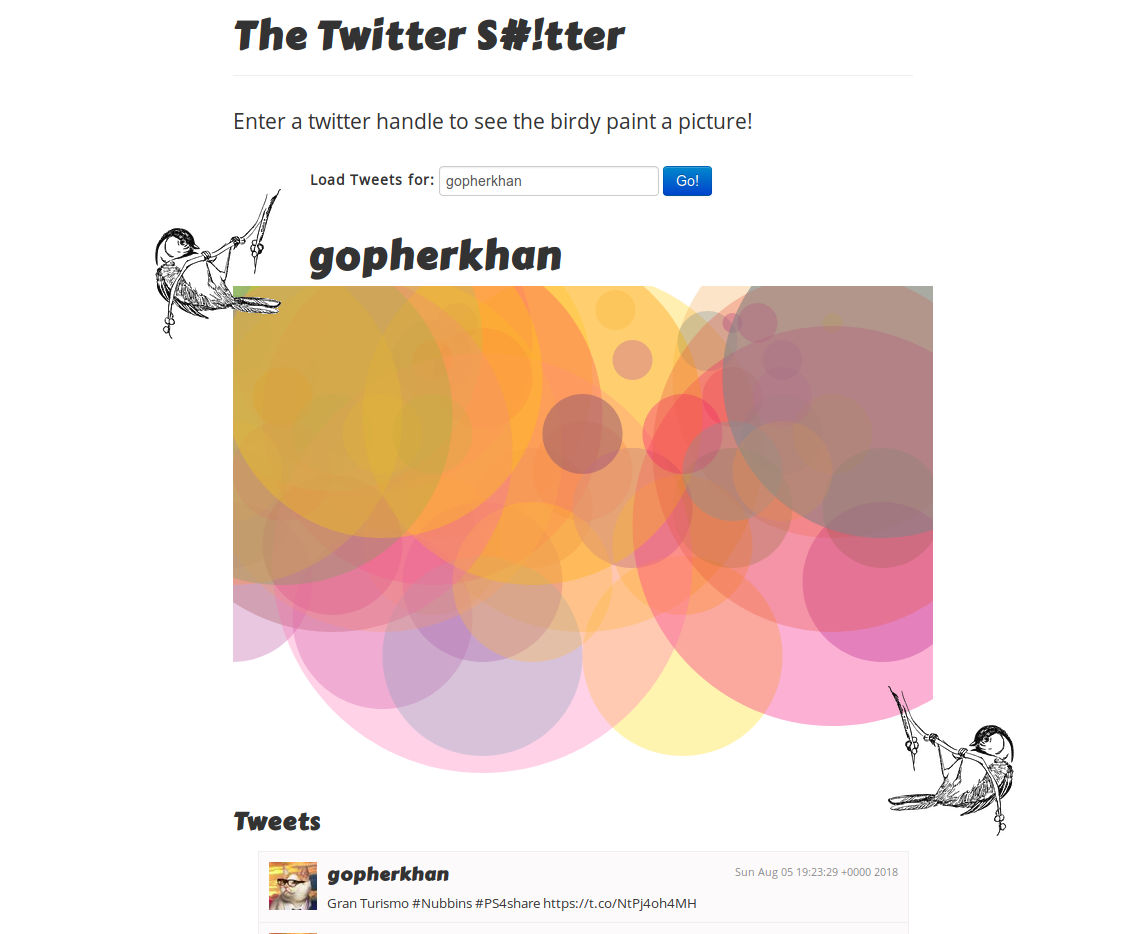 The Twitter S#!tter
Enter a twitter handle to see the birdy paint a picture!
Load Tweets for: gopherkhan Go!
gopherkhan
Tweets
gopherkhan Sun Aug 05 19:23:29 +0000 2018
Gran Turismo #Nubbins #PS4share https://t.co/NtPj4oh4MH